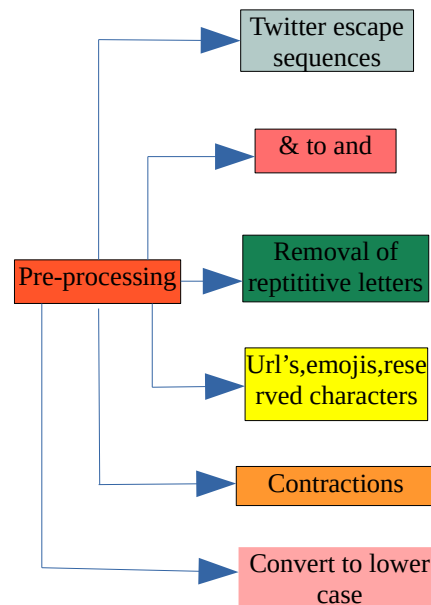 Twitter escape
sequences
& to and
Pre-processing
Removal of
reptititive letters
Url's,emojis,rese
rved characters
Contractions
Convert to lower
case